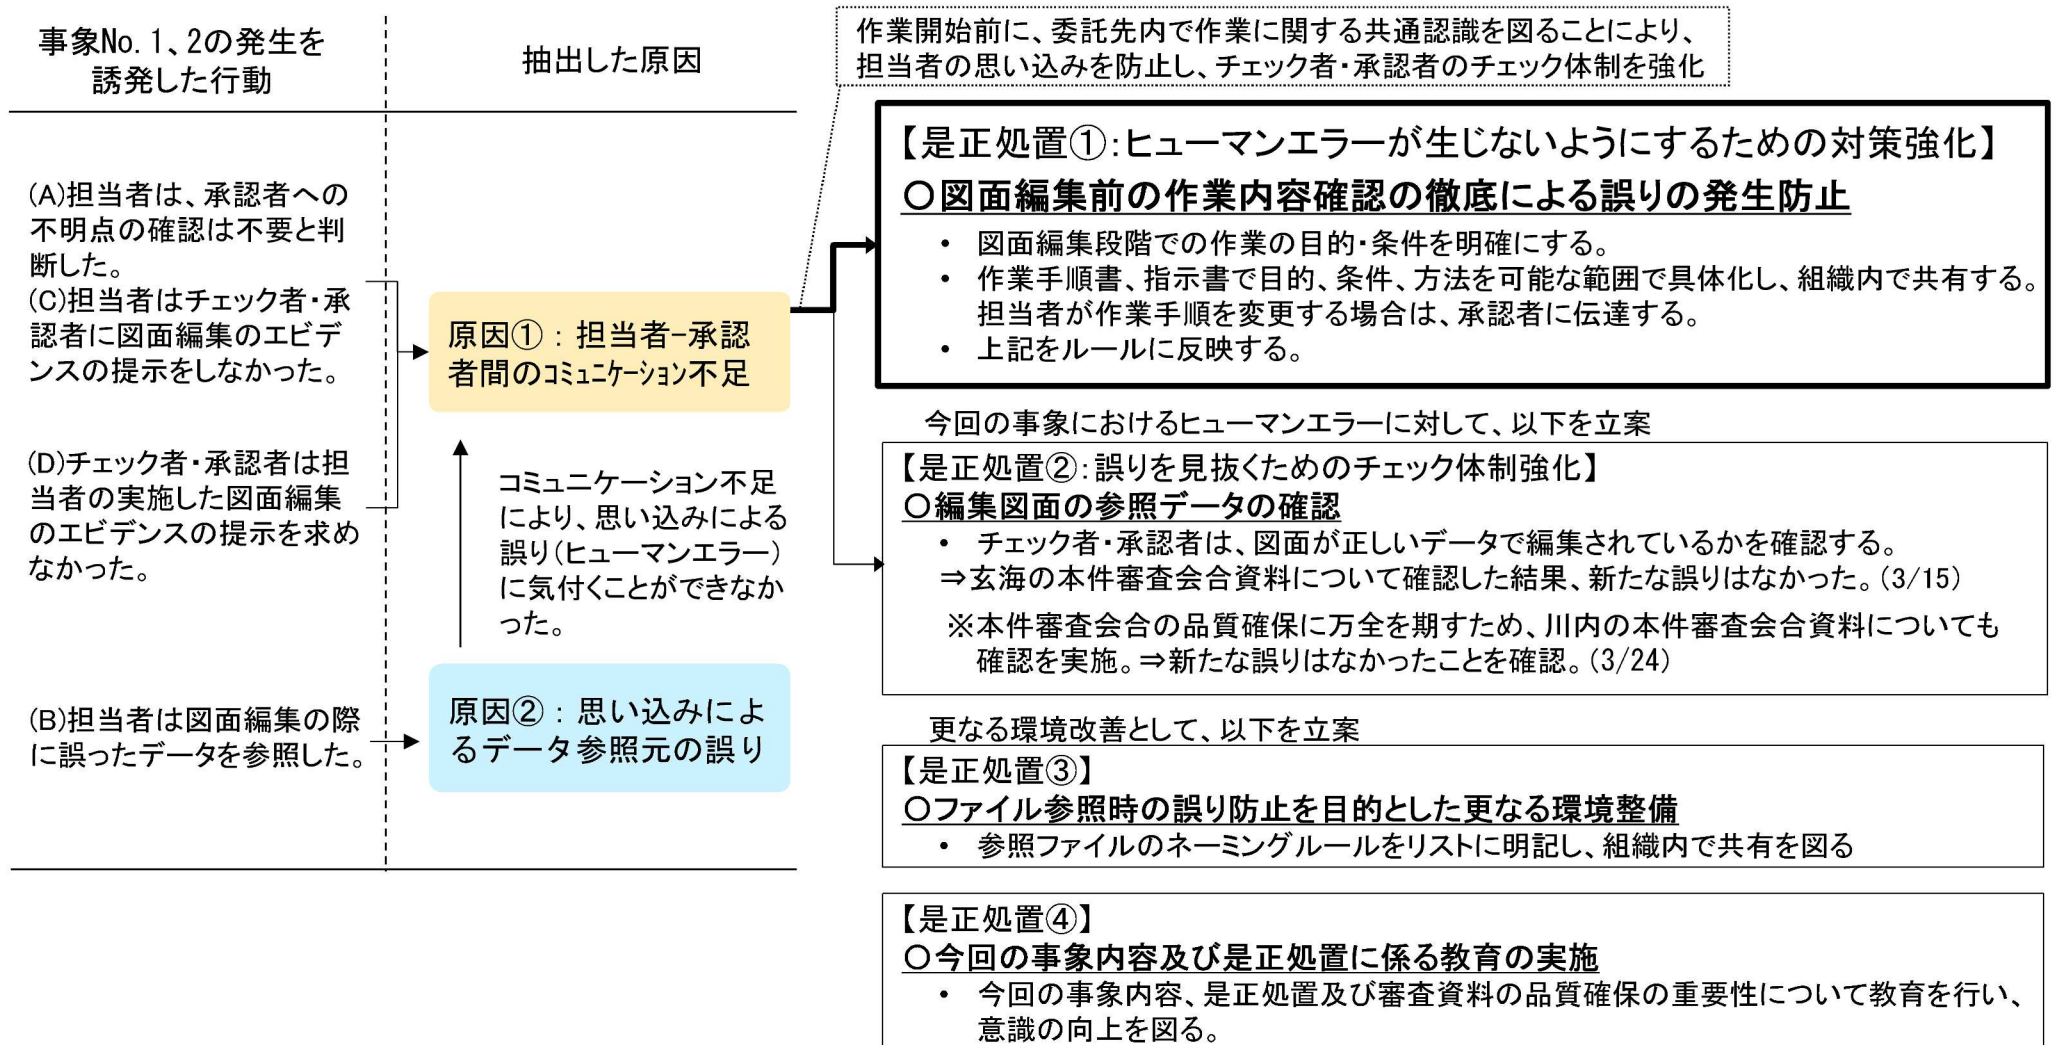 事象No.1、2の発生を
誘発した行動
抽出した原因
作業開始前に、委託先内で作業に関する共通認識を図ることにより、
担当者の思い込みを防止し、チェック者・承認者のチェック体制を強化
(A)担当者は、承認者への
不明点の確認は不要と判
断した。
(C)担当者はチェック者・承
認者に図面編集のエビデ
ンスの提示をしなかった。
(D)チェック者・承認者は担
当者の実施した図面編集
のエビデンスの提示を求め
なかった。
(B)担当者は図面編集の際
に誤ったデータを参照した。
原因①：担当者−承認
者間のｺﾐｭﾆｹｰｼｮﾝ不足
コミュニケーション不足
により、思い込みによる
誤り(ヒューマンエラー)
に気付くことができなか
った。
原因②：思い込みによ
るデータ参照元の誤り
【是正処置①:ヒューマンエラーが生じないようにするための対策強化】
〇図面編集前の作業内容確認の徹底による誤りの発生防止
• 図面編集段階での作業の目的・条件を明確にする。
• 作業手順書、指示書で目的、条件、方法を可能な範囲で具体化し、組織内で共有する。
担当者が作業手順を変更する場合は、承認者に伝達する。
• 上記をルールに反映する。
今回の事象におけるヒューマンエラーに対して、以下を立案
【是正処置②:誤りを見抜くためのチェック体制強化】
〇編集図面の参照データの確認
• チェック者・承認者は、図面が正しいデータで編集されているかを確認する。
⇒玄海の本件審査会合資料について確認した結果、新たな誤りはなかった。(3/15)
※本件審査会合の品質確保に万全を期すため、川内の本件審査会合資料についても
確認を実施。⇒新たな誤りはなかったことを確認。(3/24)
更なる環境改善として、以下を立案
【是正処置③】
〇ファイル参照時の誤り防止を目的とした更なる環境整備
• 参照ファイルのネーミングルールをリストに明記し、組織内で共有を図る
【是正処置④】
〇今回の事象内容及び是正処置に係る教育の実施
• 今回の事象内容、是正処置及び審査資料の品質確保の重要性について教育を行い、
意識の向上を図る。